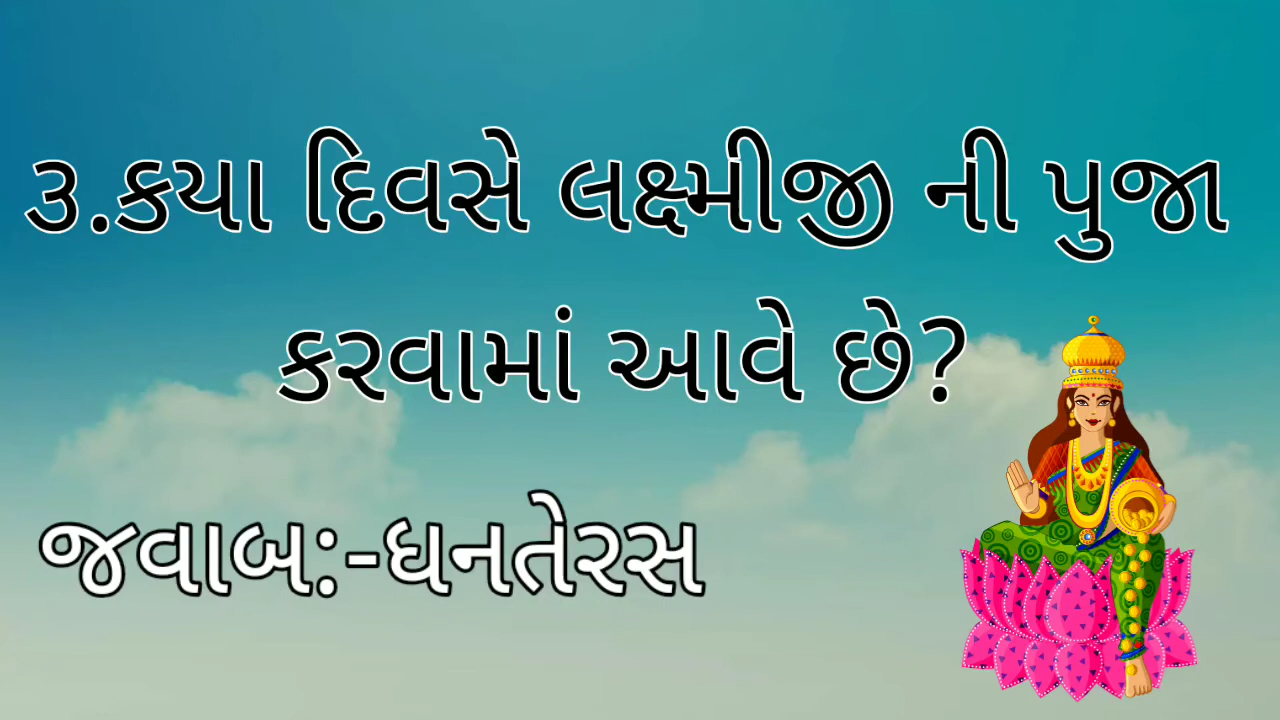 ૩.કયા દિવસે લક્ષ્મીજી ની પુજા
કરવામાં આવે છે?
જવાબ:-ધનતેરસ